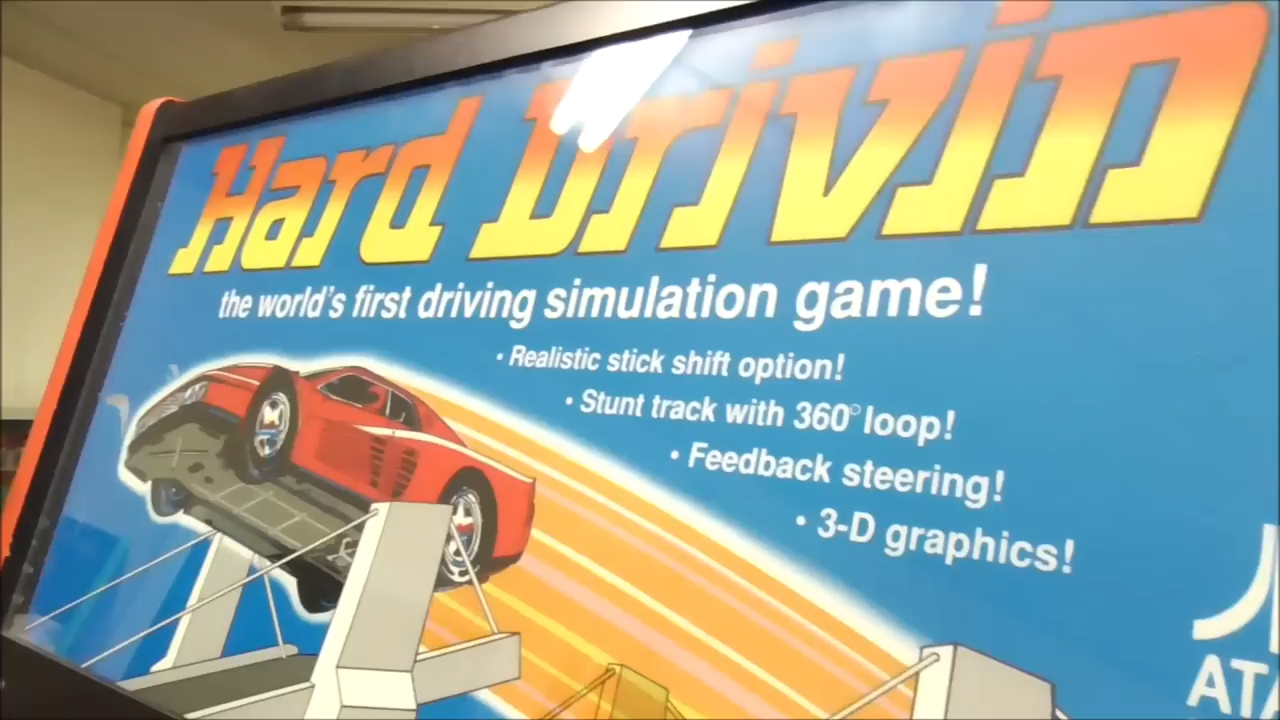 Hard Drivin
the world's first driving simulation game!
• Realistic stick shift option!
• Stunt track with 360° loop!
• Feedback steering!
• 3-D graphics!